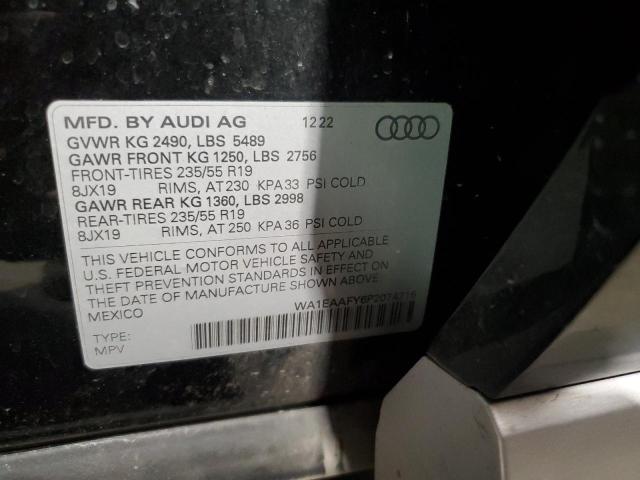 MFD. BY AUDI AG 12 22
GVWR KG 2490, LBS 5489
GAWR FRONT KG 1250, LBS 2756
FRONT-TIRES 235/55 R19
8JX19 RIMS, AT 230 KPA 33 PSI COLD
GAWR REAR KG 1360, LBS 2998
REAR-TIRES 235/55 R19
8JX19 RIMS, AT 250 KPA 36 PSI COLD
THIS VEHICLE CONFORMS TO ALL APPLICABLE
U.S. FEDERAL MOTOR VEHICLE SAFETY AND
THEFT PREVENTION STANDARDS IN EFFECT ON
THE DATE OF MANUFACTURE SHOWN ABOVE
MEXICO
WA1EAAFY6P2074716
TYPE:
MPV